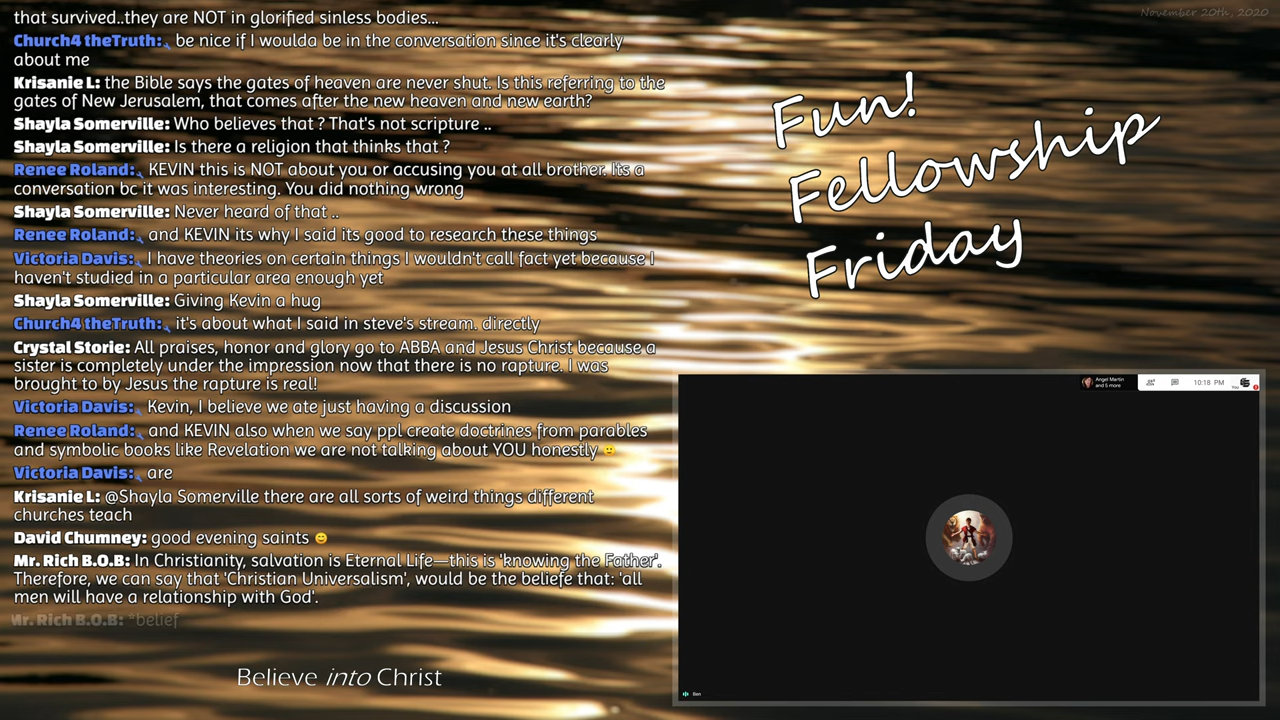 that survived..they are NOT in glorified sinless bodies...
Church4 theTruth: be nice if I woulda be in the conversation since it's clearly
about me
Krisanie L: the Bible says the gates of heaven are never shut. Is this referring to the
gates of New Jerusalem, that comes after the new heaven and new earth?
Shayla Somerville: Who believes that ? That's not scripture ..
Shayla Somerville: Is there a religion that thinks that ?
Renee Roland: KEVIN this is NOT about you or accusing you at all brother. Its a
conversation bc it was interesting. You did nothing wrong
Shayla Somerville: Never heard of that ..
Renee Roland: and KEVIN its why I said its good to research these things
Victoria Davis: I have theories on certain things I wouldn't call fact yet because I
haven't studied in a particular area enough yet
Shayla Somerville: Giving Kevin a hug
Church4 theTruth: it's about what I said in steve's stream. directly
Crystal Storie: All praises, honor and glory go to ABBA and Jesus Christ because a
sister is completely under the impression now that there is no rapture. I was
brought to by Jesus the rapture is real!
Victoria Davis: Kevin, I believe we ate just having a discussion
Renee Roland: and KEVIN also when we say ppl create doctrines from parables
and symbolic books like Revelation we are not talking about YOU honestly 🙂
Victoria Davis: are
Krisanie L: @Shayla Somerville there are all sorts of weird things different
churches teach
David Chumney: good evening saints 😊
Mr. Rich B.O.B: In Christianity, salvation is Eternal Life—this is 'knowing the Father'.
Therefore, we can say that 'Christian Universalism', would be the beliefe that: 'all
men will have a relationship with God'.
Mr. Rich B.O.B: *belief
Believe into Christ
November 20th, 2020
Fun!
Fellowship
Friday
Angel Martin
and 5 more
10:18 PM
You
Ben